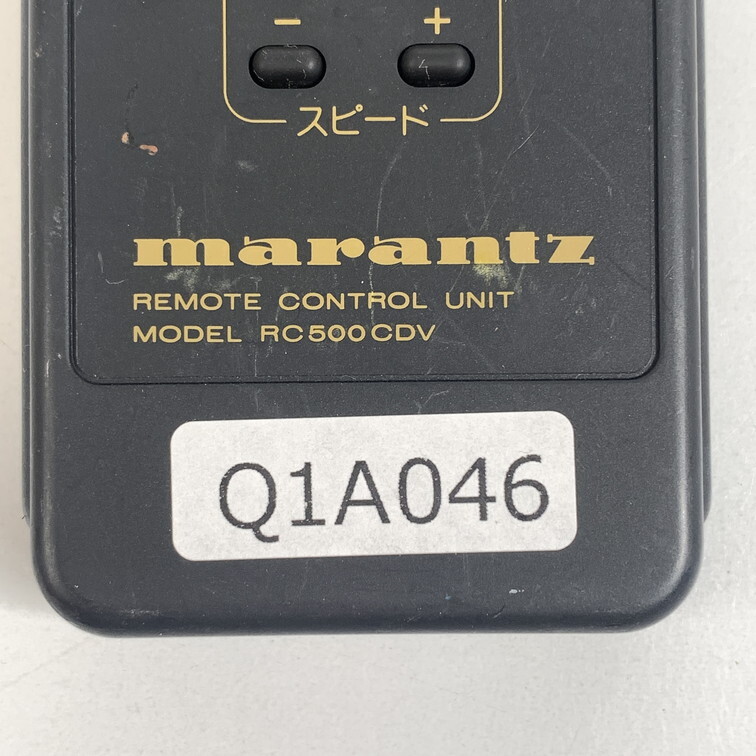 − +
スピード
marantz
REMOTE CONTROL UNIT
MODEL RC500CDV
Q1A046